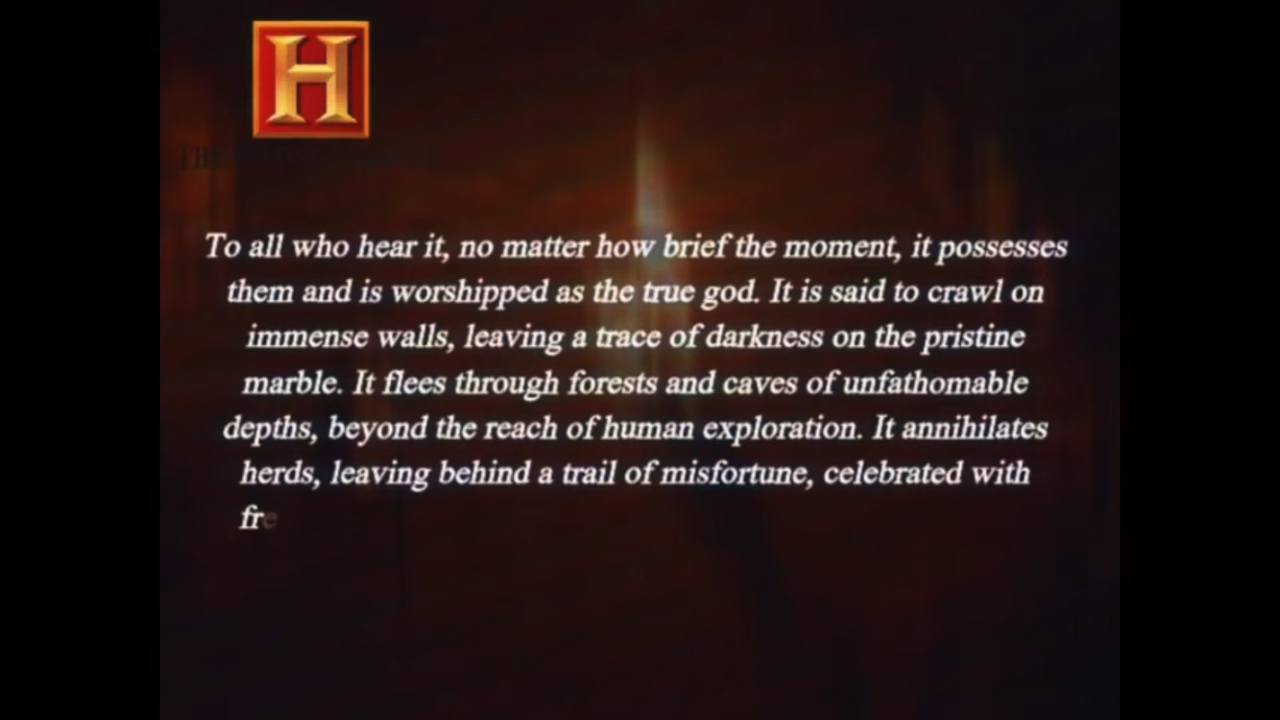 H
To all who hear it, no matter how brief the moment, it possesses
them and is worshipped as the true god. It is said to crawl on
immense walls, leaving a trace of darkness on the pristine
marble. It flees through forests and caves of unfathomable
depths, beyond the reach of human exploration. It annihilates
herds, leaving behind a trail of misfortune, celebrated with
fre